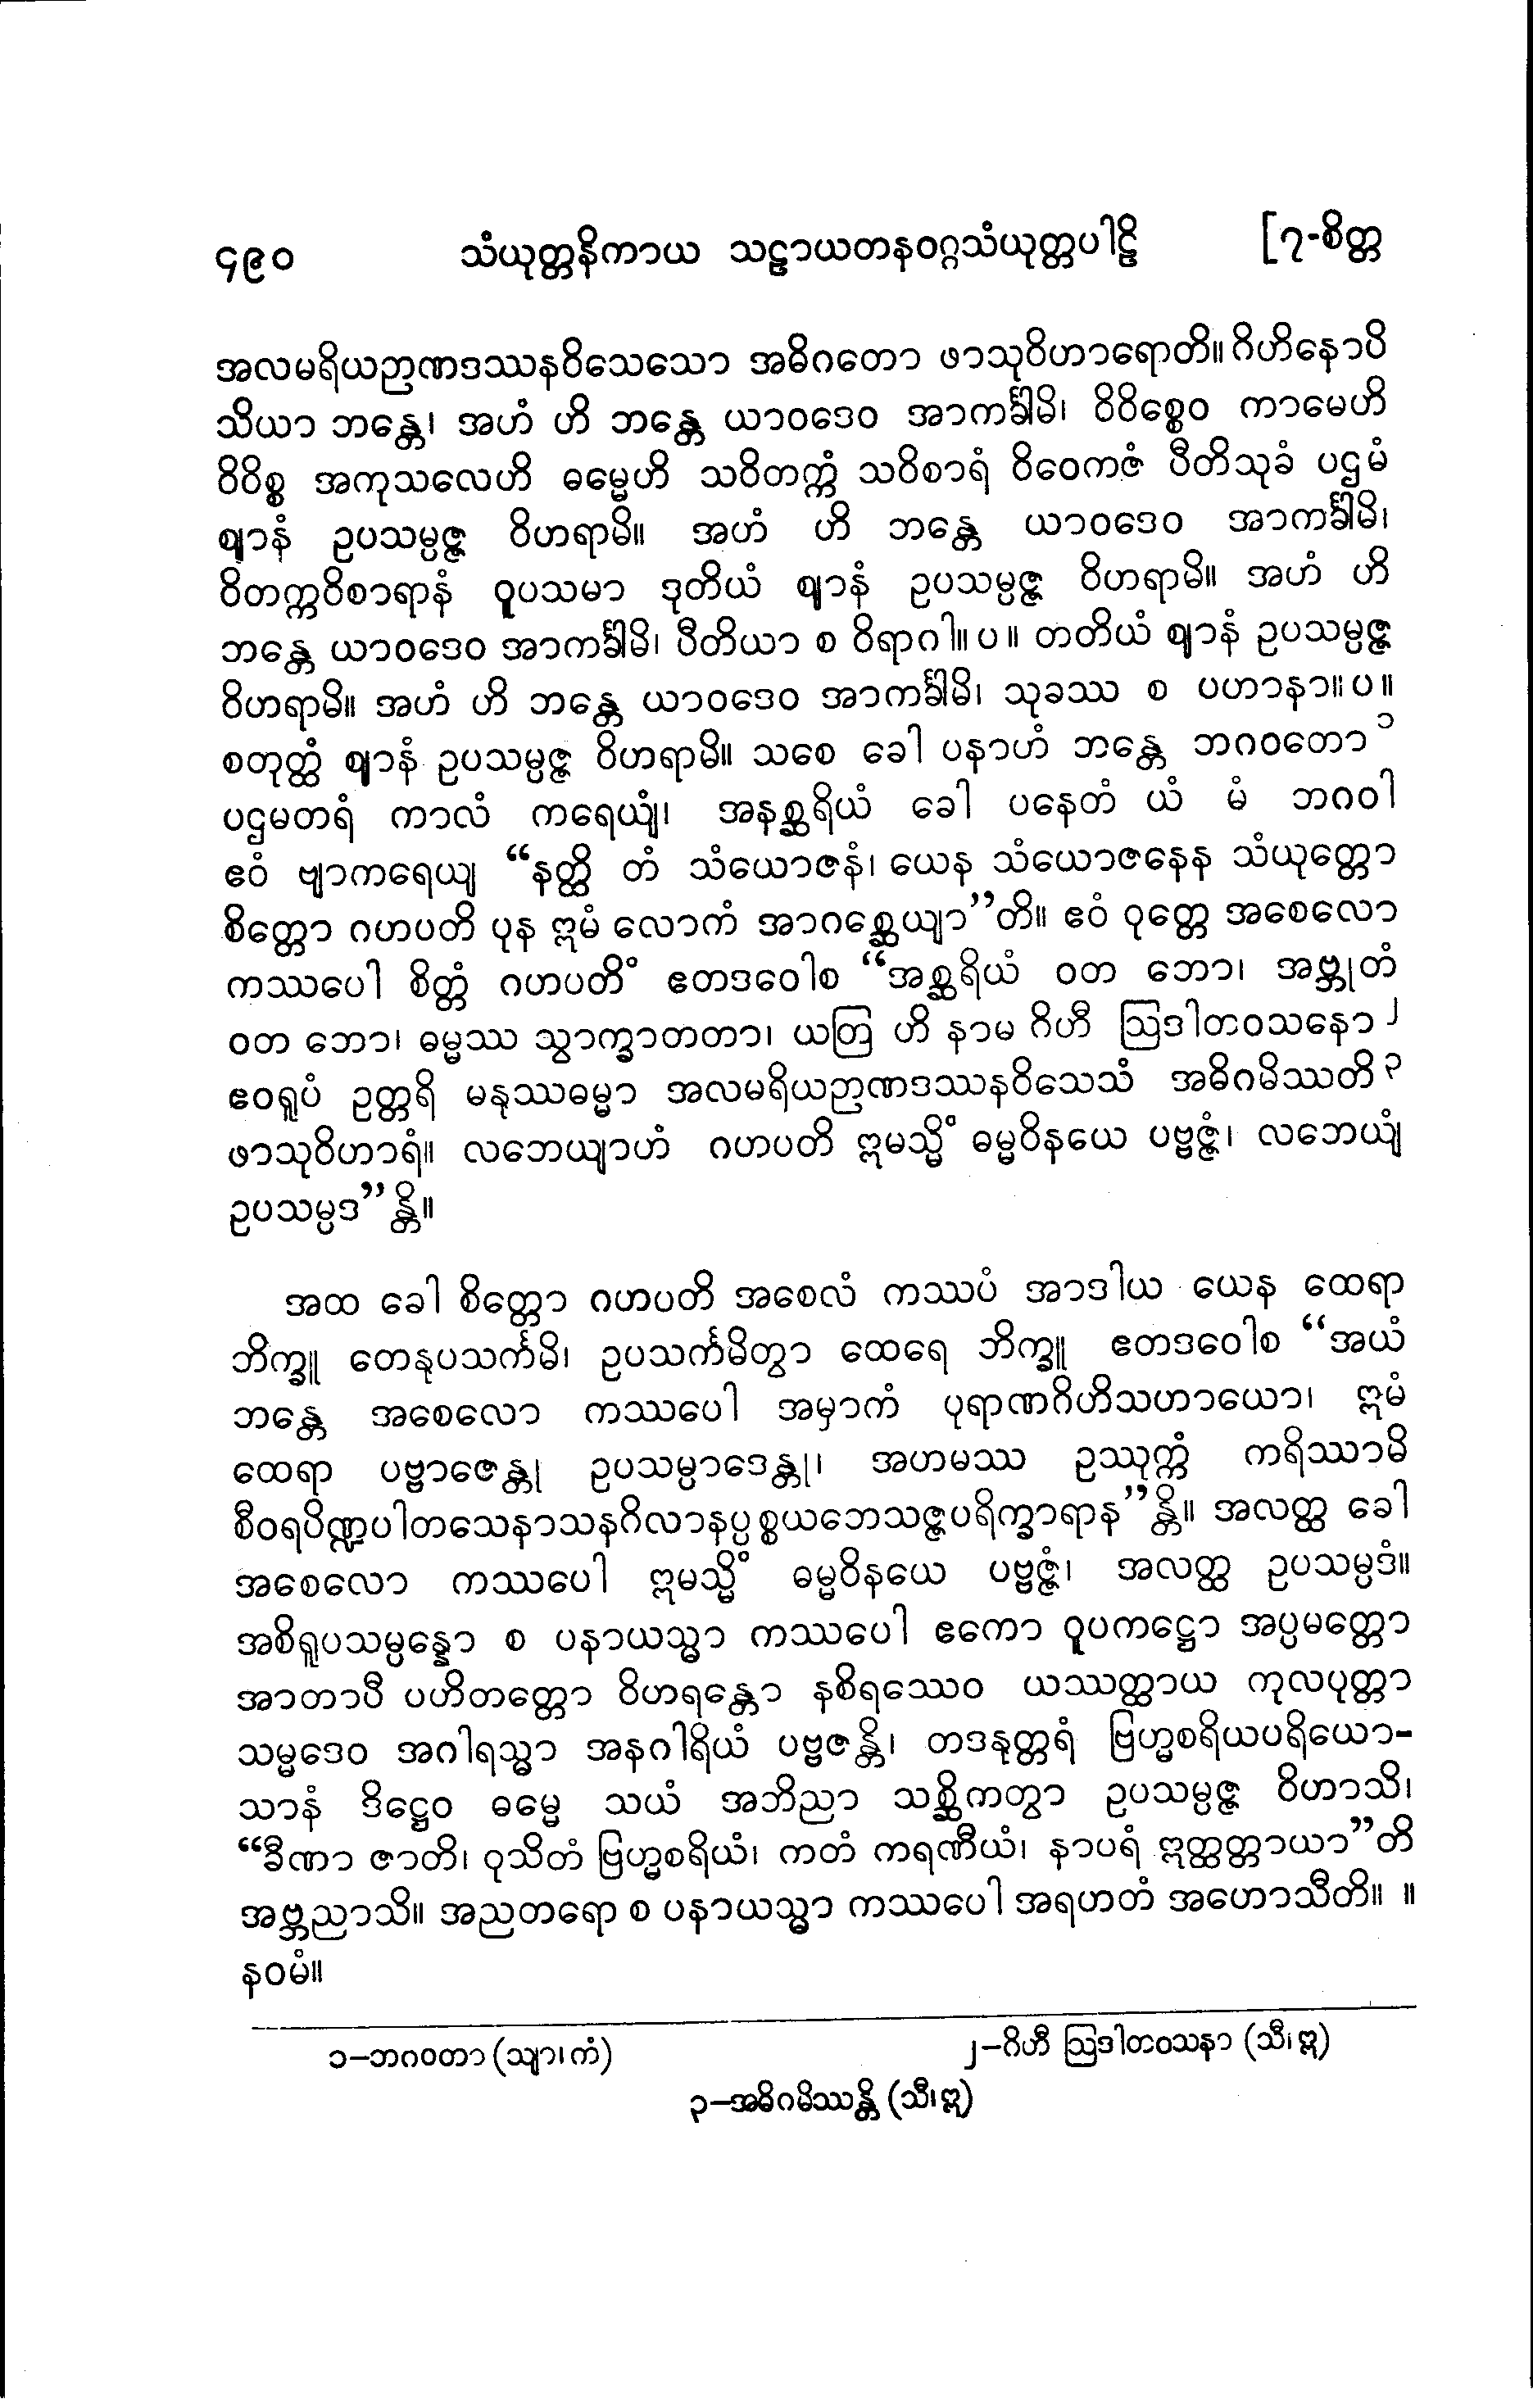 ၄၉၀ သံယုတ္တနိကာယ သဠာယတနဝဂ္ဂသံယုတ္တပါဠိ [၇-စိတ္တ
အလမရိယဉာဏဒဿနဝိသေသော အဓိဂတော ဖာသုဝိဟာရောတိ။ ဂိဟိနောပိ
သိယာ ဘန္တေ၊ အဟံ ဟိ ဘန္တေ ယာဝဒေဝ အာကင်္ခါမိ၊ ဝိဝိစ္စေဝ ကာမေဟိ
ဝိဝိစ္စ အကုသလေဟိ ဓမ္မေဟိ သဝိတက္ကံ သဝိစာရံ ဝိဝေကဇံ ပီတိသုခံ ပဌမံ
ဈာနံ ဥပသမ္ပဇ္ဇ ဝိဟရာမိ။ အဟံ ဟိ ဘန္တေ ယာဝဒေဝ အာကင်္ခါမိ၊
ဝိတက္ကဝိစာရာနံ ဝူပသမာ ဒုတိယံ ဈာနံ ဥပသမ္ပဇ္ဇ ဝိဟရာမိ။ အဟံ ဟိ
ဘန္တေ ယာဝဒေဝ အာကင်္ခါမိ၊ ပီတိယာ စ ဝိရာဂါ။ ပ။ တတိယံ ဈာနံ ဥပသမ္ပဇ္ဇ
ဝိဟရာမိ။ အဟံ ဟိ ဘန္တေ ယာဝဒေဝ အာကင်္ခါမိ၊ သုခဿ စ ပဟာနာ။ ပ။
စတုတ္ထံ ဈာနံ ဥပသမ္ပဇ္ဇ ဝိဟရာမိ။ သစေ ခေါ ပနာဟံ ဘန္တေ ဘဂဝတော ၁
ပဌမတရံ ကာလံ ကရေယျံ၊ အနစ္ဆရိယံ ခေါ ပနေတံ ယံ မံ ဘဂဝါ
ဧဝံ ဗျာကရေယျ “နတ္ထိ တံ သံယောဇနံ၊ ယေန သံယောဇနေန သံယုတ္တော
စိတ္တော ဂဟပတိ ပုန ဣမံ လောကံ အာဂစ္ဆေယျာ”တိ။ ဧဝံ ဝုတ္တေ အစေလော
ကဿပေါ စိတ္တံ ဂဟပတိံ ဧတဒဝေါစ “အစ္ဆရိယံ ဝတ ဘော၊ အဗ္ဘုတံ
ဝတ ဘော၊ ဓမ္မဿ သွာက္ခာတတာ၊ ယတြ ဟိ နာမ ဂိဟီ ဩဒါတဝသနော ၂
ဧဝရူပံ ဥတ္တရိ မနုဿဓမ္မာ အလမရိယဉာဏဒဿနဝိသေသံ အဓိဂမိဿတိ ၃
ဖာသုဝိဟာရံ။ လဘေယျာဟံ ဂဟပတိ ဣမသ္မိံ ဓမ္မဝိနယေ ပဗ္ဗဇ္ဇံ၊ လဘေယျံ
ဥပသမ္ပဒ”န္တိ။
အထ ခေါ စိတ္တော ဂဟပတိ အစေလံ ကဿပံ အာဒါယ ယေန ထေရာ
ဘိက္ခူ တေနုပသင်္ကမိ၊ ဥပသင်္ကမိတွာ ထေရေ ဘိက္ခူ ဧတဒဝေါစ “အယံ
ဘန္တေ အစေလော ကဿပေါ အမှာကံ ပုရာဏဂိဟိသဟာယော၊ ဣမံ
ထေရာ ပဗ္ဗာဇေန္တု ဥပသမ္ပာဒေန္တု၊ အဟမဿ ဥဿုက္ကံ ကရိဿာမိ
စီဝရပိဏ္ဍပါတသေနာသနဂိလာနပ္ပစ္စယဘေသဇ္ဇပရိက္ခာရာန”န္တိ။ အလတ္ထ ခေါ
အစေလော ကဿပေါ ဣမသ္မိံ ဓမ္မဝိနယေ ပဗ္ဗဇ္ဇံ၊ အလတ္ထ ဥပသမ္ပဒံ။
အစိရူပသမ္ပန္နော စ ပနာယသ္မာ ကဿပေါ ဧကော ဝူပကဋ္ဌော အပ္ပမတ္တော
အာတာပီ ပဟိတတ္တော ဝိဟရန္တော နစိရဿေဝ ယဿတ္ထာယ ကုလပုတ္တာ
သမ္မဒေဝ အဂါရသ္မာ အနဂါရိယံ ပဗ္ဗဇန္တိ၊ တဒနုတ္တရံ ဗြဟ္မစရိယပရိယော-
သာနံ ဒိဋ္ဌေဝ ဓမ္မေ သယံ အဘိညာ သစ္ဆိကတွာ ဥပသမ္ပဇ္ဇ ဝိဟာသိ၊
“ခီဏာ ဇာတိ၊ ဝုသိတံ ဗြဟ္မစရိယံ၊ ကတံ ကရဏီယံ၊ နာပရံ ဣတ္ထတ္တာယာ”တိ
အဗ္ဘညာသိ။ အညတရော စ ပနာယသ္မာ ကဿပေါ အရဟတံ အဟောသီတိ။ ။
နဝမံ။
၁–ဘဂဝတာ (သျာ၊ကံ) ၂–ဂိဟီ ဩဒါတဝသနာ (သီ၊ဣ)
၃–အဓိဂမိဿန္တိ (သီ၊ဣ)